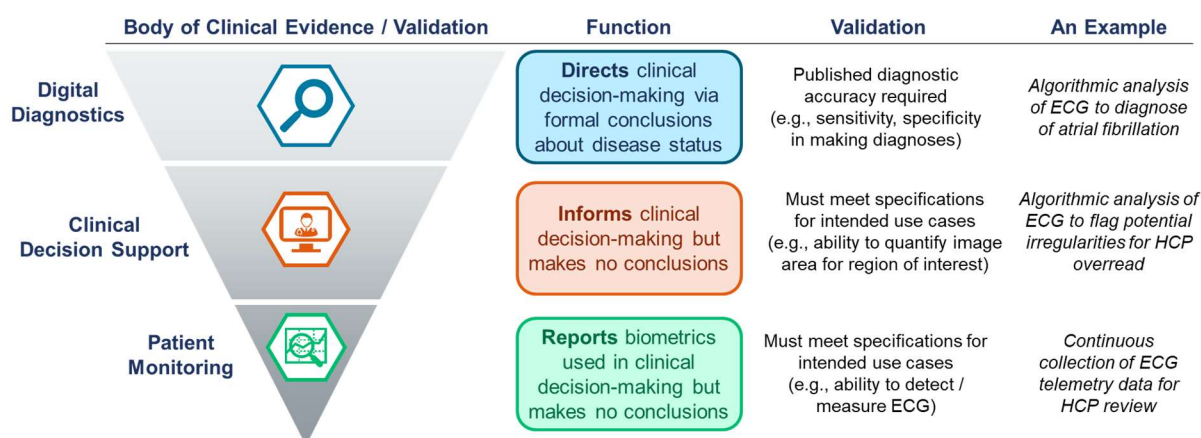 Body of Clinical Evidence / Validation
Function
Validation
An Example
Digital
Diagnostics
Directs clinical
decision-making via
formal conclusions
about disease status
Published diagnostic
accuracy required
(e.g., sensitivity, specificity
in making diagnoses)
Algorithmic analysis
of ECG to diagnose
of atrial fibrillation
Clinical
Decision Support
Informs clinical
decision-making but
makes no conclusions
Must meet specifications
for intended use cases
(e.g., ability to quantify image
area for region of interest)
Algorithmic analysis of
ECG to flag potential
irregularities for HCP
overread
Patient
Monitoring
Reports biometrics
used in clinical
decision-making but
makes no conclusions
Must meet specifications for
intended use cases
(e.g., ability to detect /
measure ECG)
Continuous
collection of ECG
telemetry data for
HCP review